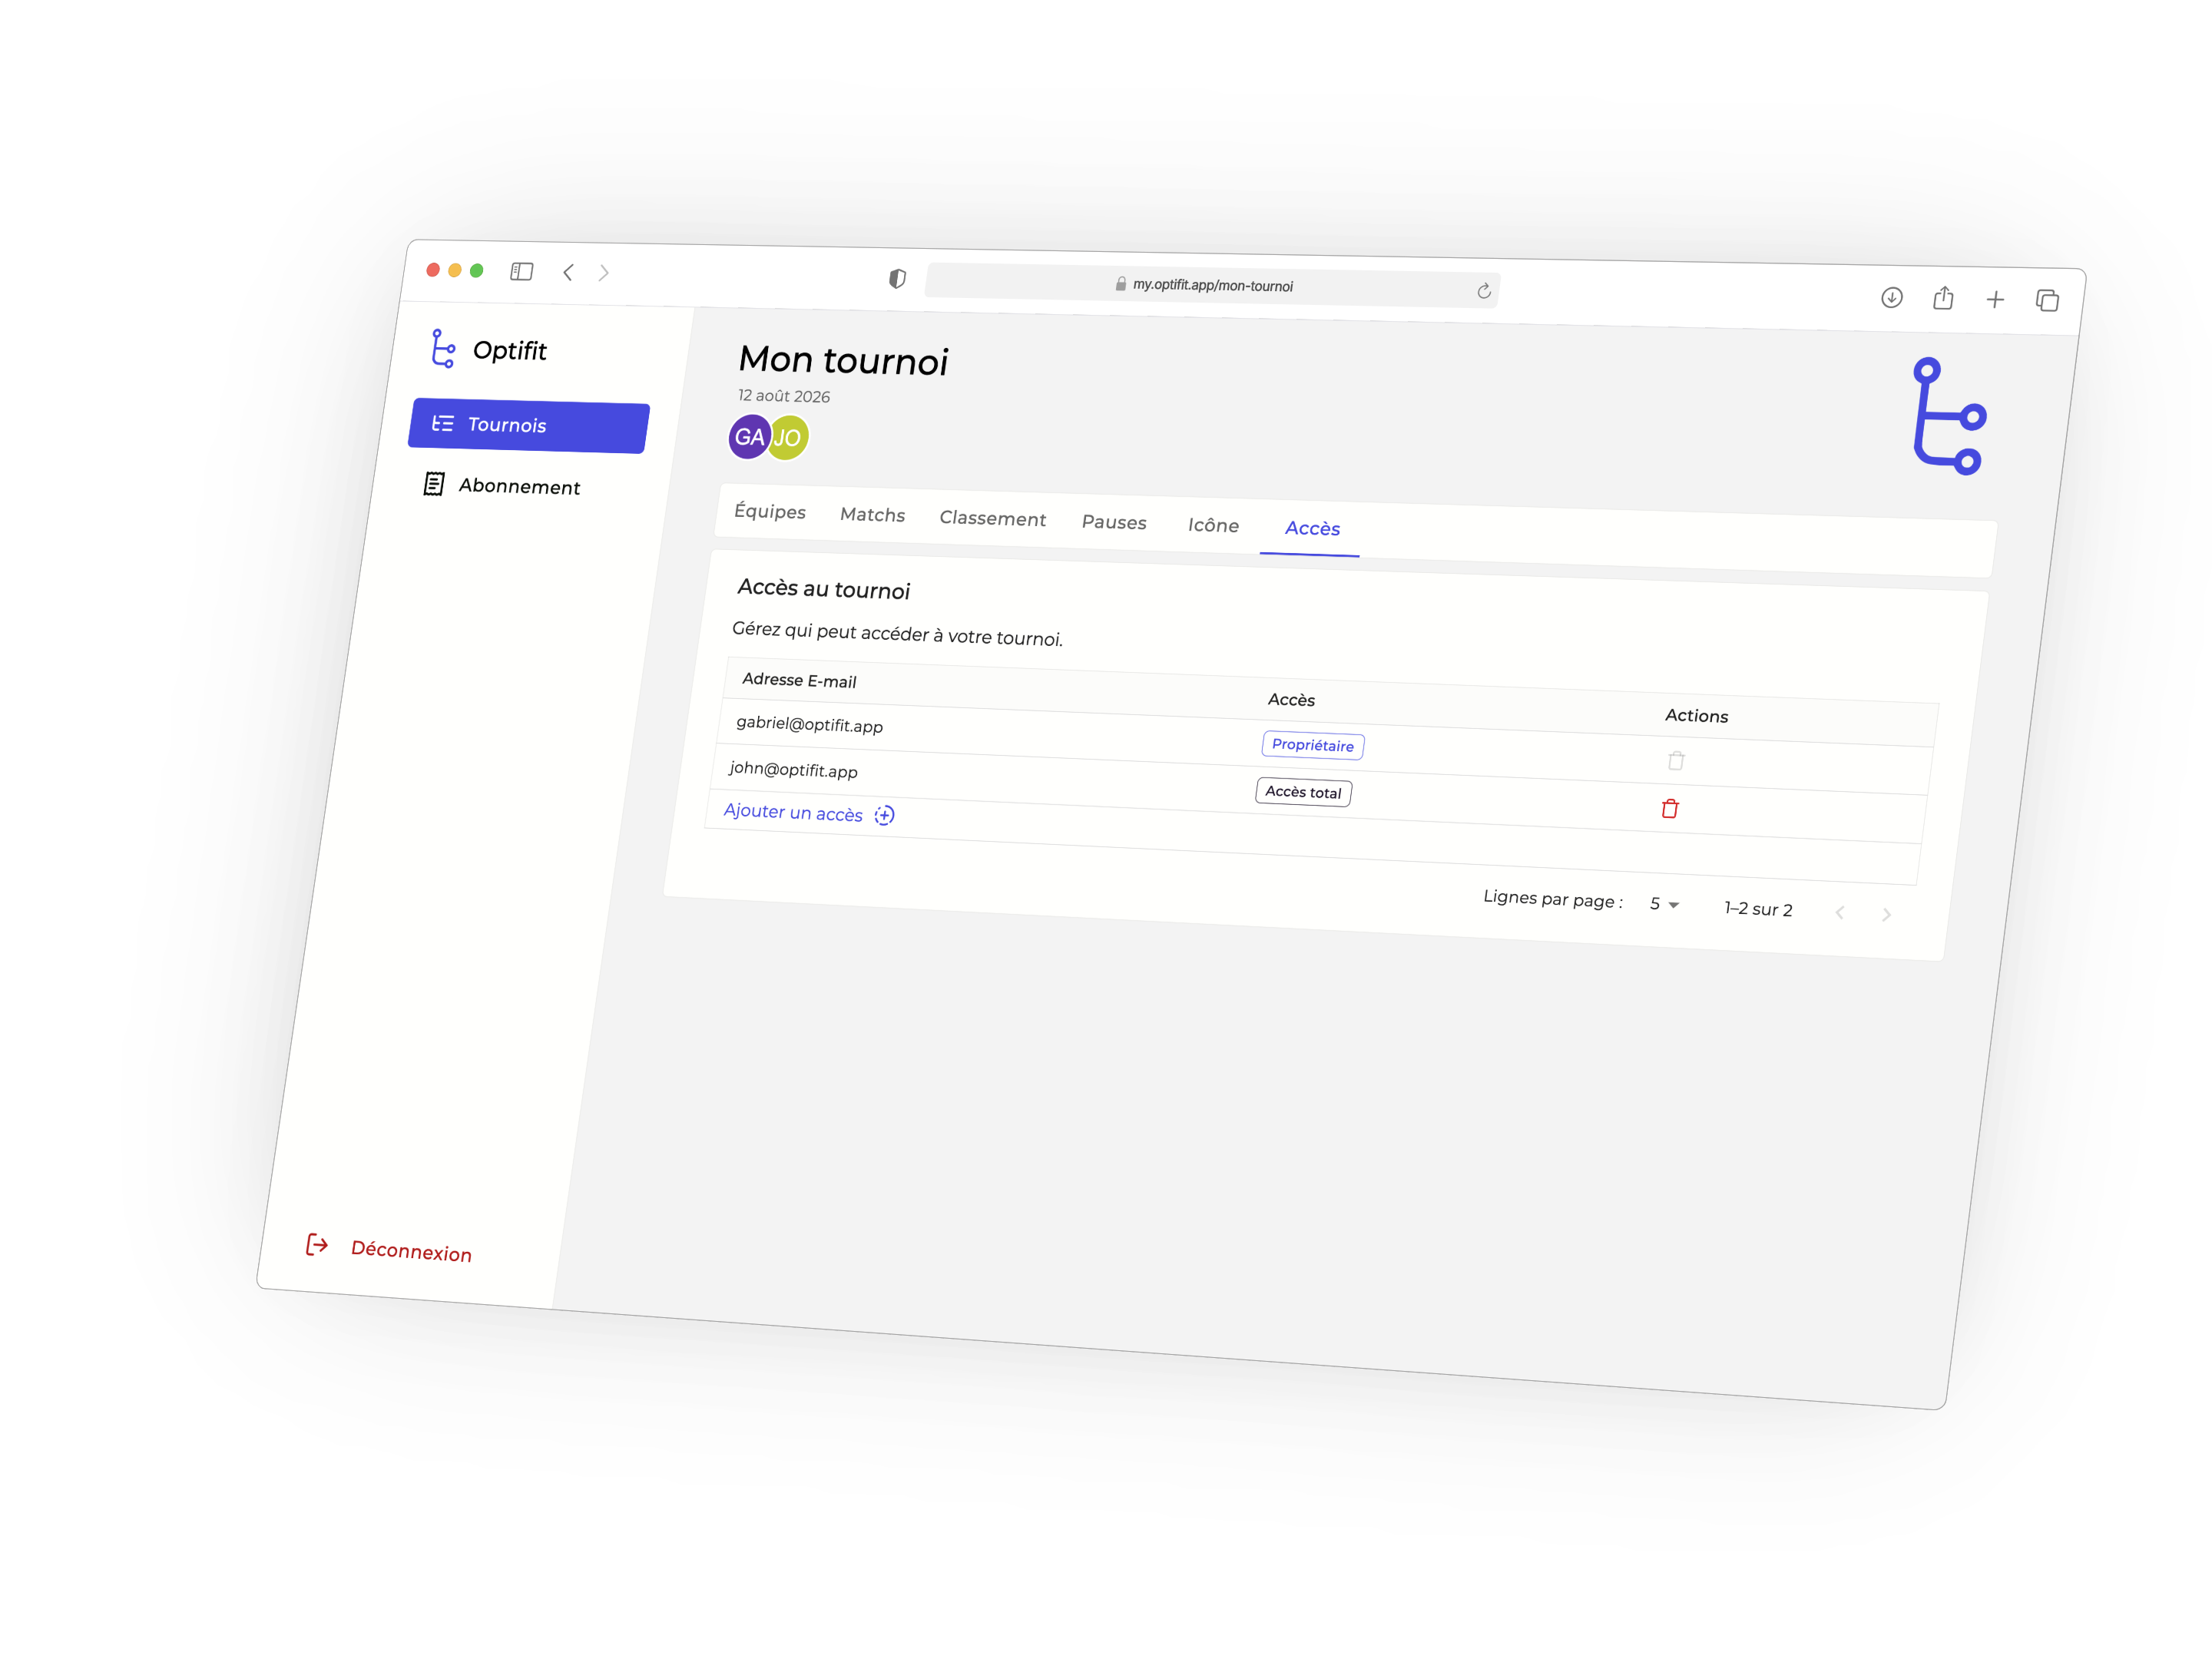 my.optifit.app/mon-tournoi
Optifit
Tournois
Abonnement
Déconnexion
Mon tournoi
12 août 2026
GA JO
Équipes Matchs Classement Pauses Icône Accès
Accès au tournoi
Gérez qui peut accéder à votre tournoi.
Adresse E-mail Accès Actions
gabriel@optifit.app Propriétaire
john@optifit.app Accès total
Ajouter un accès
Lignes par page : 5 1–2 sur 2